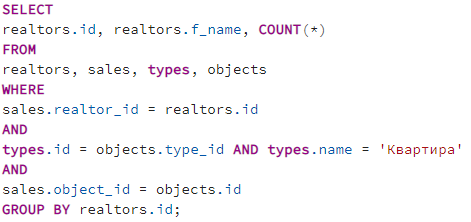 SELECT
realtors.id, realtors.f_name, COUNT(*)
FROM
realtors, sales, types, objects
WHERE
sales.realtor_id = realtors.id
AND
types.id = objects.type_id AND types.name = 'Квартира'
AND
sales.object_id = objects.id
GROUP BY realtors.id;